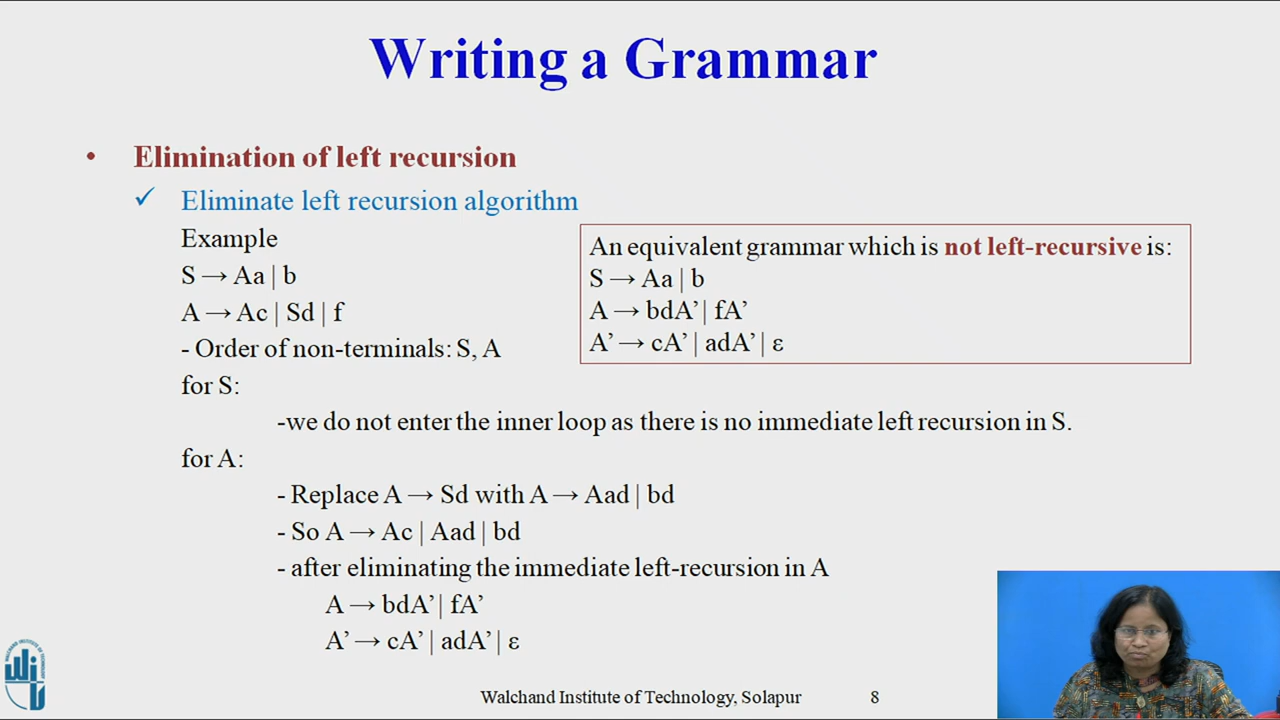 Writing a Grammar
• Elimination of left recursion
✓ Eliminate left recursion algorithm
Example
S → Aa | b
A → Ac | Sd | f
- Order of non-terminals: S, A
for S:
-we do not enter the inner loop as there is no immediate left recursion in S.
for A:
- Replace A → Sd with A → Aad | bd
- So A → Ac | Aad | bd
- after eliminating the immediate left-recursion in A
A → bdA’ | fA’
A’ → cA’ | adA’ | ε
An equivalent grammar which is not left-recursive is:
S → Aa | b
A → bdA’ | fA’
A’ → cA’ | adA’ | ε
Walchand Institute of Technology, Solapur 8